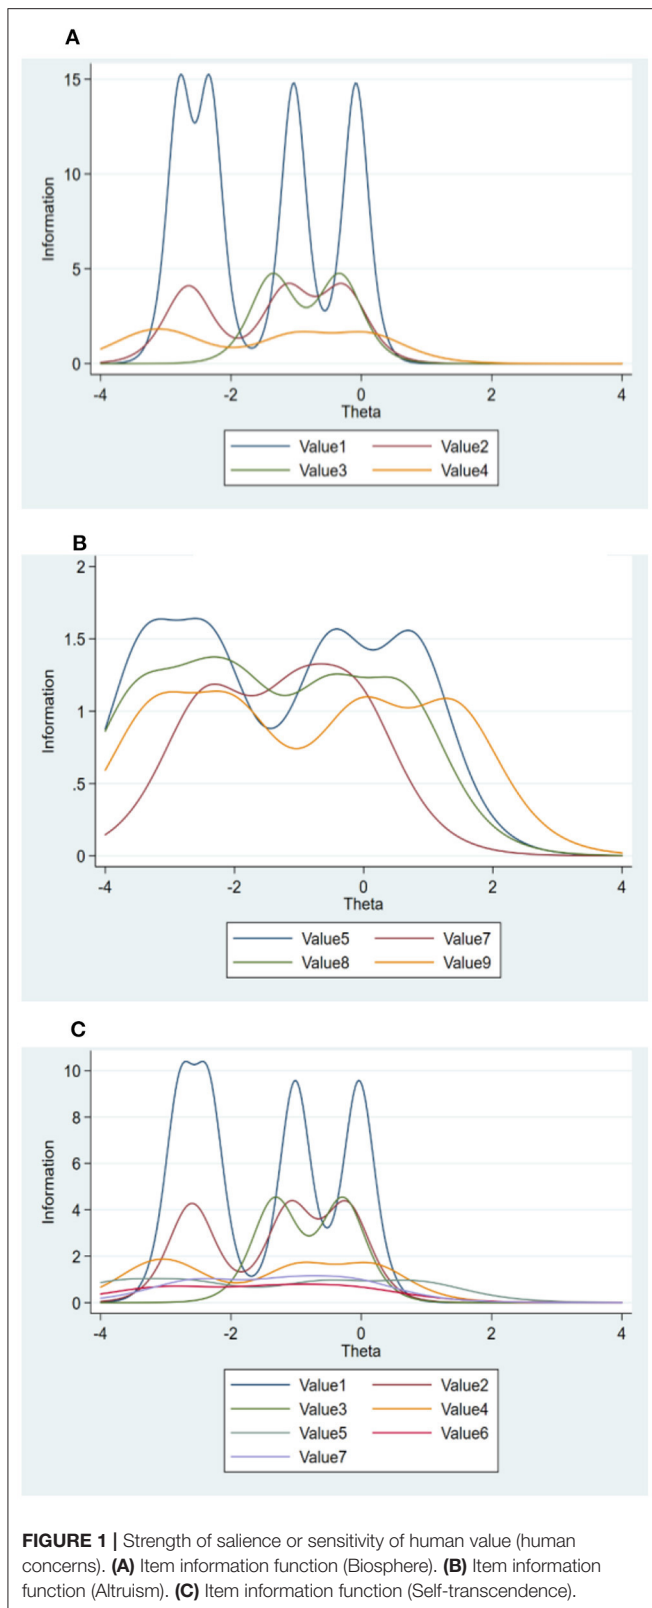 A
15
10
5
0
Information
-4 -2 0 2 4
Theta
Value1 Value2
Value3 Value4
B
2
1.5
1
.5
0
Information
-4 -2 0 2 4
Theta
Value5 Value7
Value8 Value9
C
10
8
6
4
2
0
Information
-4 -2 0 2 4
Theta
Value1 Value2
Value3 Value4
Value5 Value6
Value7
FIGURE 1 | Strength of salience or sensitivity of human value (human
concerns). (A) Item information function (Biosphere). (B) Item information
function (Altruism). (C) Item information function (Self-transcendence).